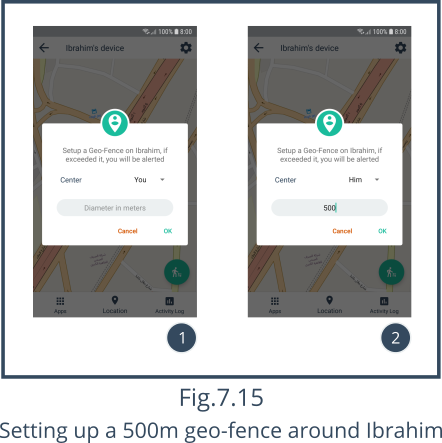 100% 8:00
Ibrahim's device
Setup a Geo-Fence on Ibrahim, if
exceeded it, you will be alerted
Center You
Diameter in meters
Cancel OK
Apps Location Activity Log
1
100% 8:00
Ibrahim's device
Setup a Geo-Fence on Ibrahim, if
exceeded it, you will be alerted
Center Him
500
Cancel OK
Apps Location Activity Log
2
Fig.7.15
Setting up a 500m geo-fence around Ibrahim